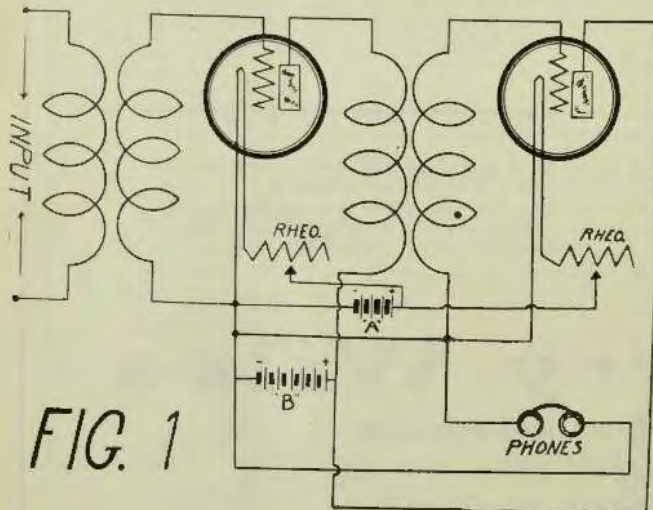 INPUT
RHEO.
RHEO.
- +
"A"
- +
"B"
PHONES
FIG. 1